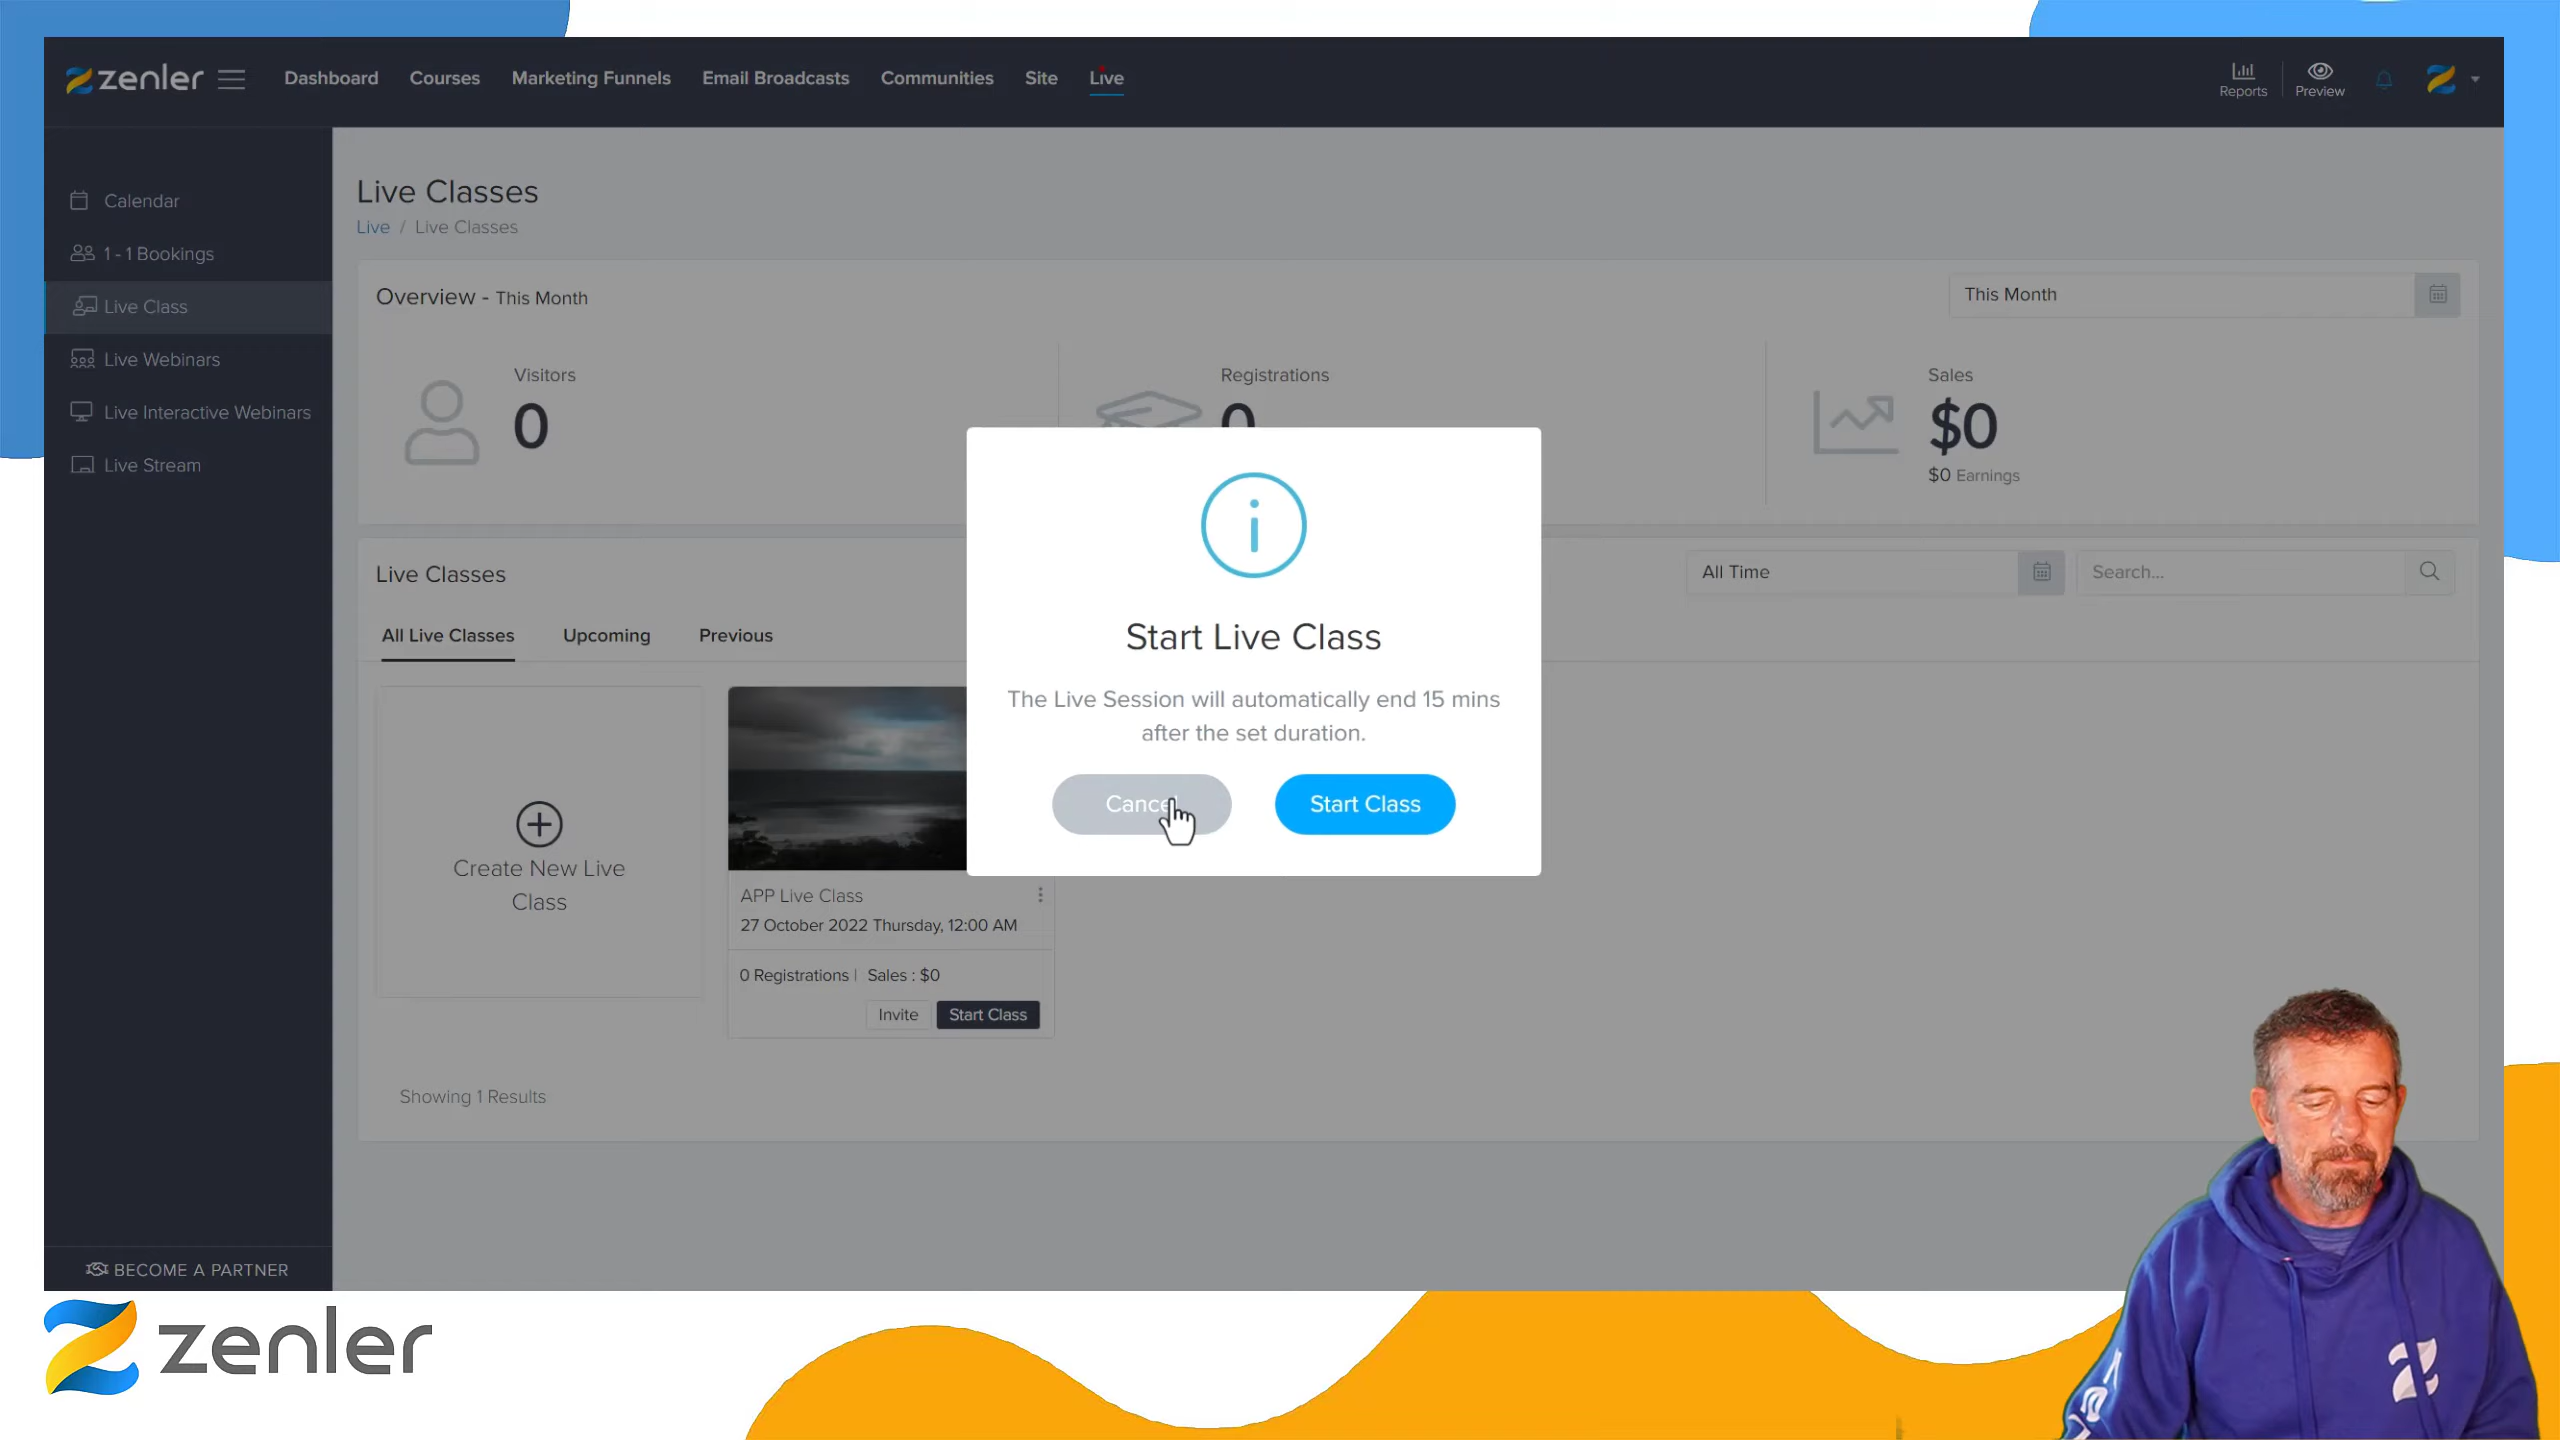 zenler
Dashboard
Courses
Marketing Funnels
Email Broadcasts
Communities
Site
Live
Reports
Preview
Calendar
1 - 1 Bookings
Live Class
Live Webinars
Live Interactive Webinars
Live Stream
BECOME A PARTNER
Live Classes
Live / Live Classes
Overview - This Month
This Month
Visitors
0
Registrations
0
Sales
$0
$0 Earnings
Live Classes
All Time
Search...
All Live Classes
Upcoming
Previous
Create New Live
Class
APP Live Class
27 October 2022 Thursday, 12:00 AM
0 Registrations | Sales : $0
Invite
Start Class
Showing 1 Results
Start Live Class
The Live Session will automatically end 15 mins
after the set duration.
Cancel
Start Class
zenler